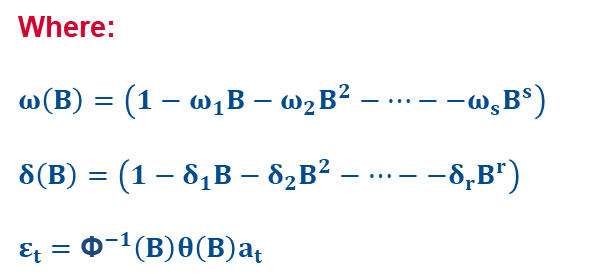 Where:
ω(B) = (1 − ω₁B − ω₂B² − ⋯ − −ωₛBˢ)
δ(B) = (1 − δ₁B − δ₂B² − ⋯ − −δᵣBʳ)
εₜ = Φ⁻¹(B)θ(B)aₜ